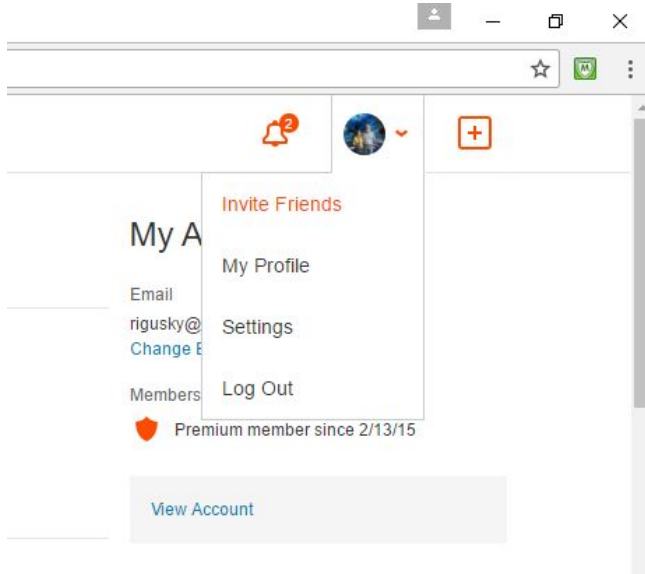 2
Invite Friends
My Profile
Settings
Log Out
My A
Email
rigusky@
Change E
Members
Premium member since 2/13/15
View Account